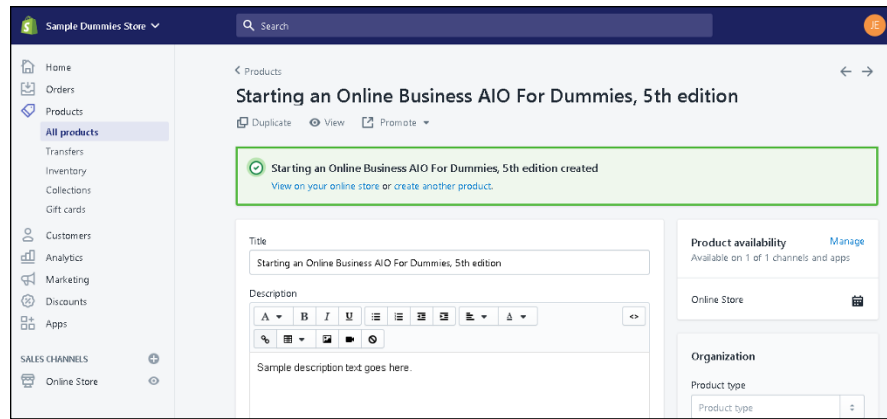 Sample Dummies Store
Search
JE
Home
Orders
Products
All products
Transfers
Inventory
Collections
Gift cards
Customers
Analytics
Marketing
Discounts
Apps
SALES CHANNELS
Online Store
Products
Starting an Online Business AIO For Dummies, 5th edition
Duplicate View Promote
Starting an Online Business AIO For Dummies, 5th edition created
View on your online store or create another product.
Title
Starting an Online Business AIO For Dummies, 5th edition
Description
A B I U A
Sample description text goes here.
Product availability Manage
Available on 1 of 1 channels and apps
Online Store
Organization
Product type
Product type